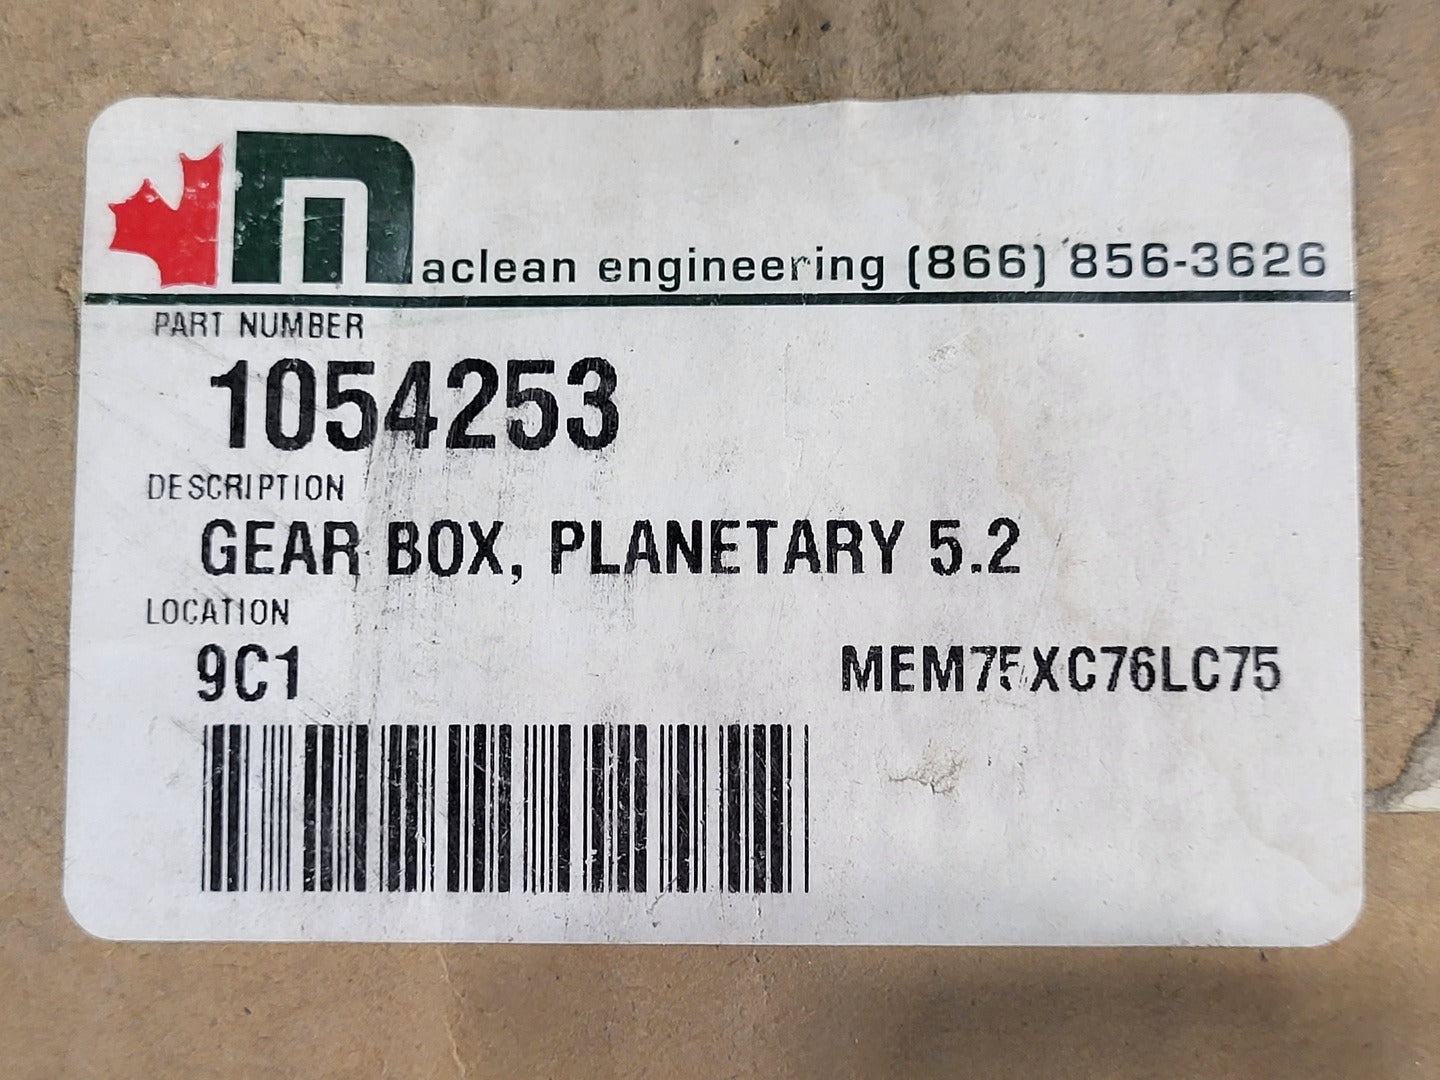 maclean engineering (866) 856-3626
PART NUMBER
1054253
DESCRIPTION
GEAR BOX, PLANETARY 5.2
LOCATION
9C1
MEM75XC76LC75